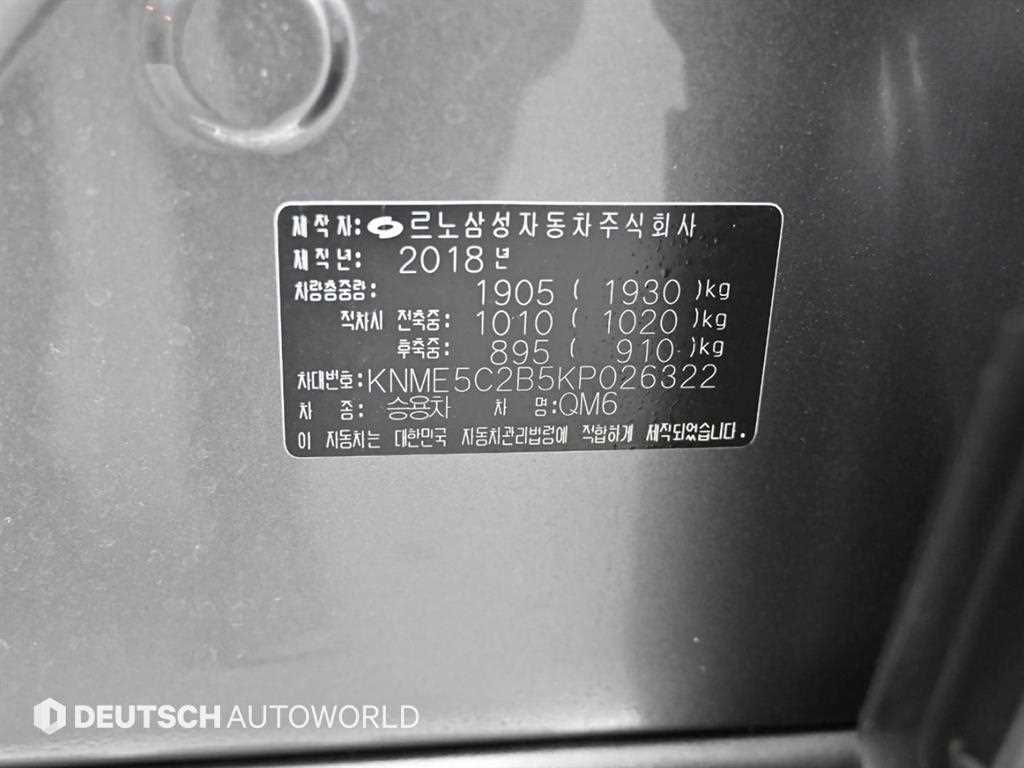 제작자: 르노삼성자동차주식회사
제작년: 2018년
차량총중량: 1905 ( 1930 )kg
적차시 전축중: 1010 ( 1020 )kg
후축중: 895 ( 910 )kg
차대번호:KNME5C2B5KP026322
차 종: 승용차 차 명:QM6
이 자동차는 대한민국 자동차관리법령에 적합하게 제작되었습니다.
DEUTSCH AUTOWORLD